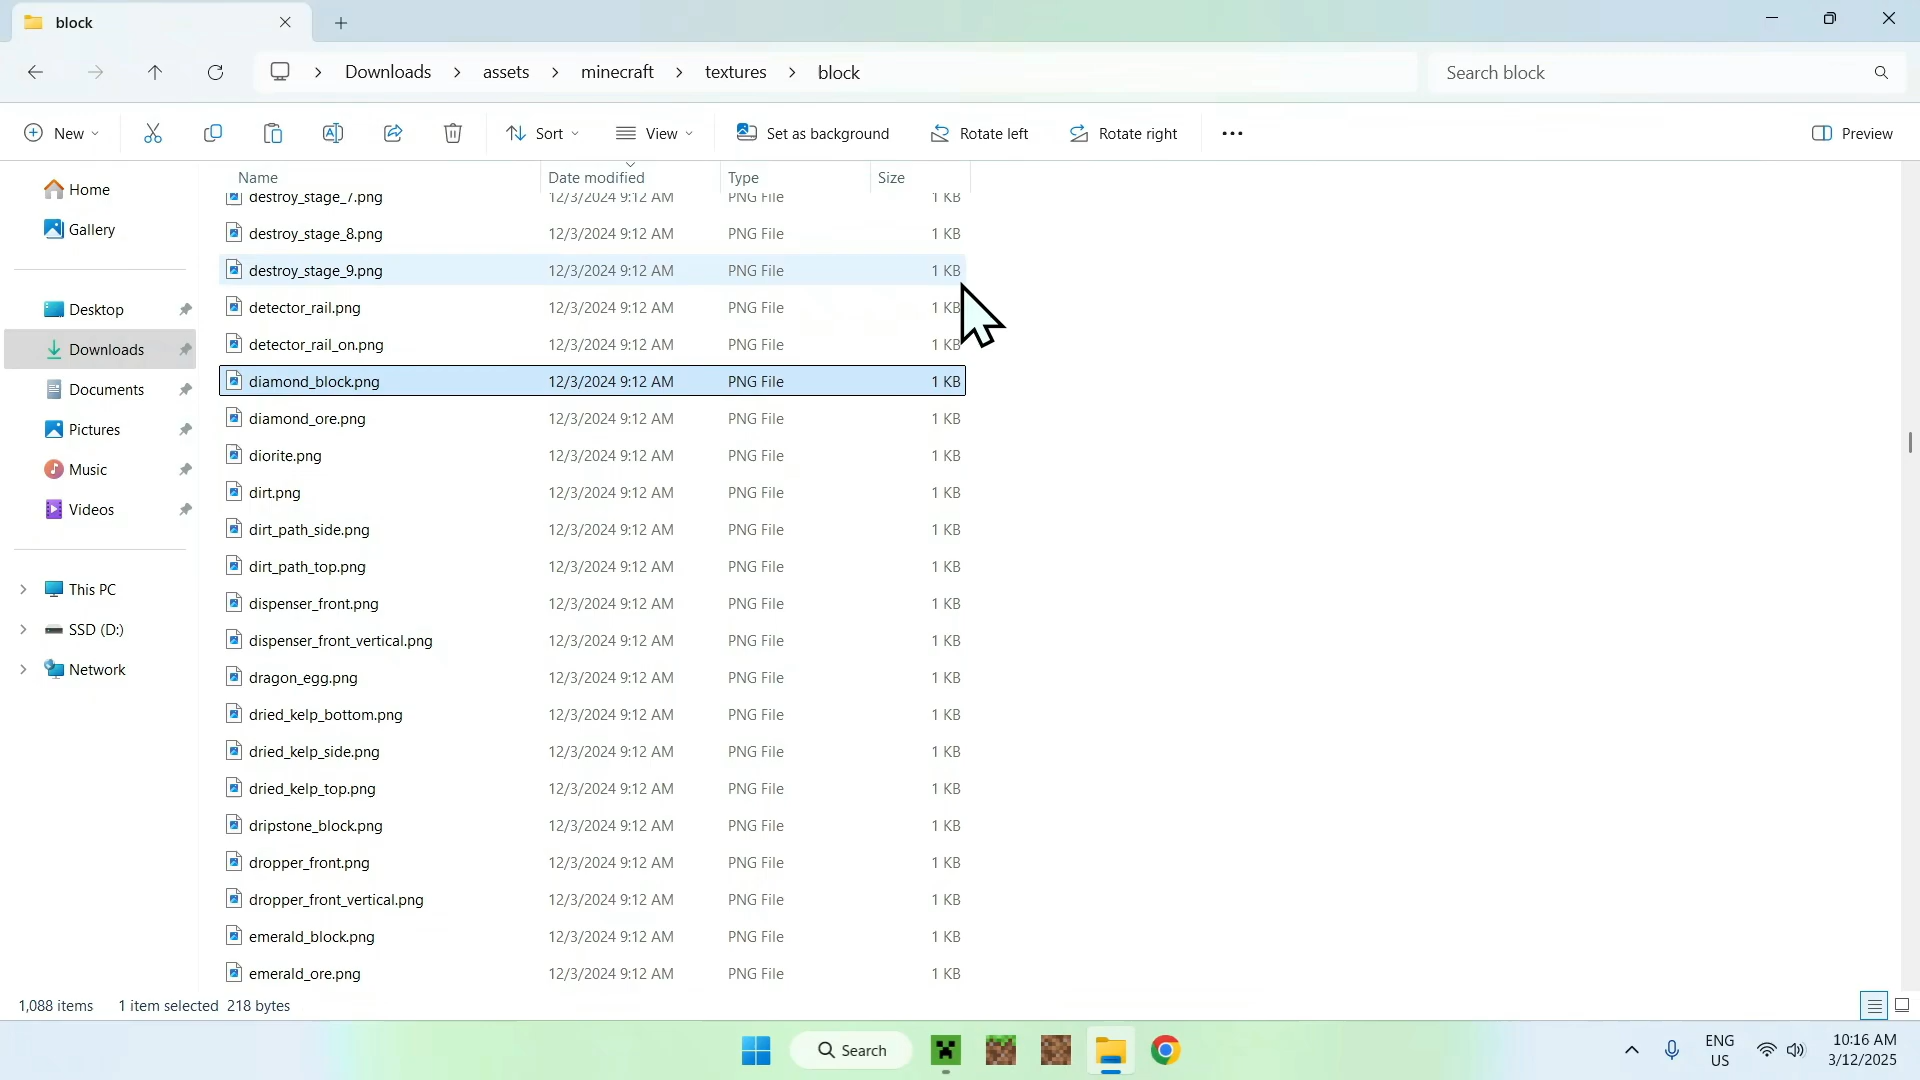 block
Downloads > assets > minecraft > textures > block
Search block
New
Sort
View
Set as background
Rotate left
Rotate right
Preview
Home
Gallery
Desktop
Downloads
Documents
Pictures
Music
Videos
This PC
SSD (D:)
Network
Name Date modified Type Size
destroy_stage_7.png 12/3/2024 9:12 AM PNG File 1 KB
destroy_stage_8.png 12/3/2024 9:12 AM PNG File 1 KB
destroy_stage_9.png 12/3/2024 9:12 AM PNG File 1 KB
detector_rail.png 12/3/2024 9:12 AM PNG File 1 KB
detector_rail_on.png 12/3/2024 9:12 AM PNG File 1 KB
diamond_block.png 12/3/2024 9:12 AM PNG File 1 KB
diamond_ore.png 12/3/2024 9:12 AM PNG File 1 KB
diorite.png 12/3/2024 9:12 AM PNG File 1 KB
dirt.png 12/3/2024 9:12 AM PNG File 1 KB
dirt_path_side.png 12/3/2024 9:12 AM PNG File 1 KB
dirt_path_top.png 12/3/2024 9:12 AM PNG File 1 KB
dispenser_front.png 12/3/2024 9:12 AM PNG File 1 KB
dispenser_front_vertical.png 12/3/2024 9:12 AM PNG File 1 KB
dragon_egg.png 12/3/2024 9:12 AM PNG File 1 KB
dried_kelp_bottom.png 12/3/2024 9:12 AM PNG File 1 KB
dried_kelp_side.png 12/3/2024 9:12 AM PNG File 1 KB
dried_kelp_top.png 12/3/2024 9:12 AM PNG File 1 KB
dripstone_block.png 12/3/2024 9:12 AM PNG File 1 KB
dropper_front.png 12/3/2024 9:12 AM PNG File 1 KB
dropper_front_vertical.png 12/3/2024 9:12 AM PNG File 1 KB
emerald_block.png 12/3/2024 9:12 AM PNG File 1 KB
emerald_ore.png 12/3/2024 9:12 AM PNG File 1 KB
1,088 items 1 item selected 218 bytes
Search
ENG
US
10:16 AM
3/12/2025